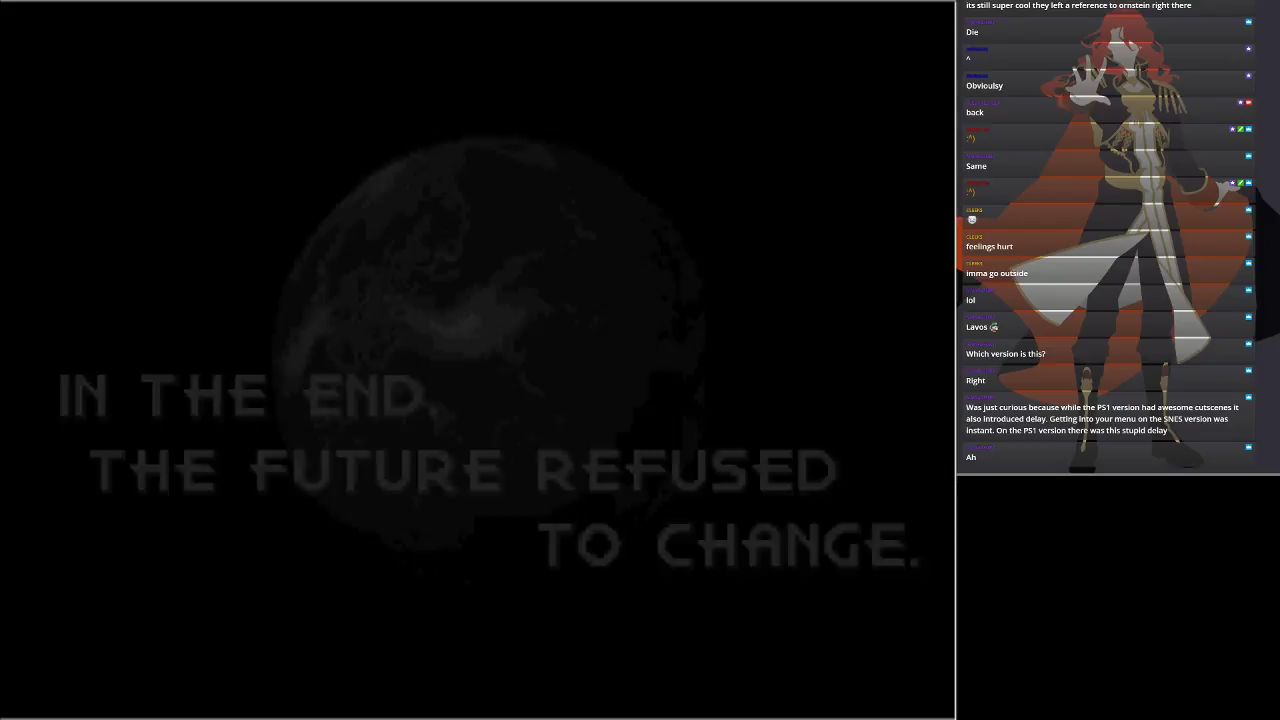 IN THE END,
THE FUTURE REFUSED
TO CHANGE.
its still super cool they left a reference to ornstein right there
Die
^
Obvioulsy
back
:^)
Same
:^)
feelings hurt
imma go outside
lol
Lavos
Which version is this?
Right
Was just curious because while the PS1 version had awesome cutscenes it
also introduced delay. Getting into your menu on the SNES version was
instant. On the PS1 version there was this stupid delay
Ah